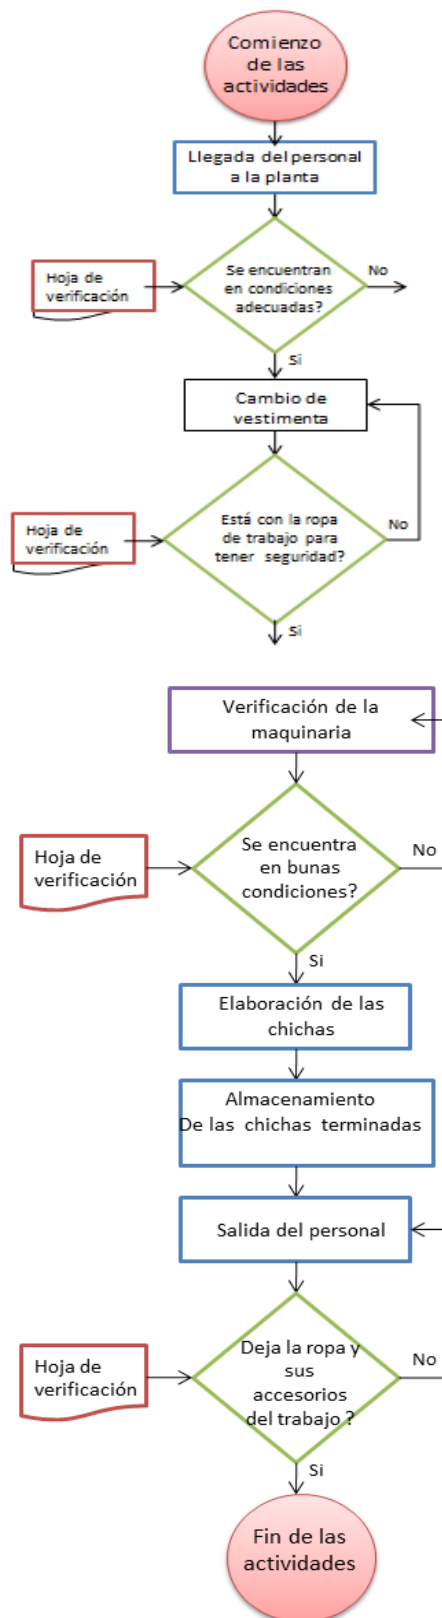 Comienzo
de las
actividades
Llegada del personal
a la planta
Hoja de
verificación
Se encuentran
en condiciones
adecuadas?
No
Si
Cambio de
vestimenta
Hoja de
verificación
Está con la ropa
de trabajo para
tener seguridad?
No
Si
Verificación de la
maquinaria
Hoja de
verificación
Se encuentra
en bunas
condiciones?
No
Si
Elaboración de las
chichas
Almacenamiento
De las chichas terminadas
Salida del personal
Hoja de
verificación
Deja la ropa y
sus
accesorios
del trabajo ?
No
Si
Fin de las
actividades